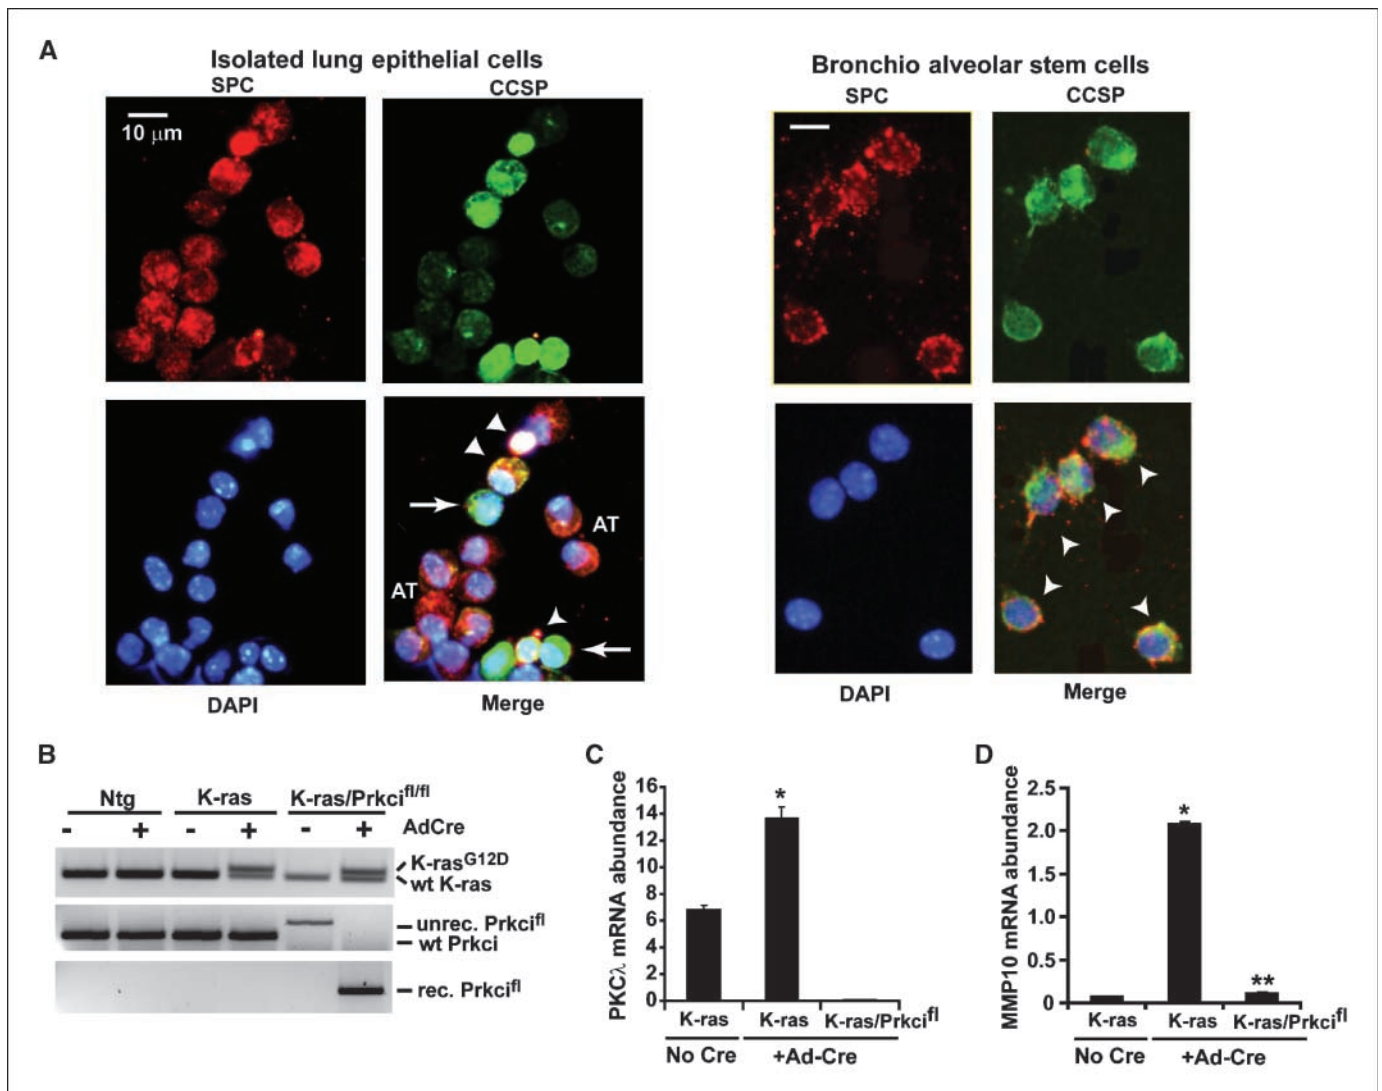 A
Isolated lung epithelial cells
SPC
CCSP
10 μm
AT
AT
DAPI
Merge
Bronchio alveolar stem cells
SPC
CCSP
DAPI
Merge
B
Ntg
K-ras
K-ras/Prkci^fl/fl
- + - + - + AdCre
K-ras^G12D
wt K-ras
unrec. Prkci^fl
wt Prkci
rec. Prkci^fl
C
PKCλ mRNA abundance
16
14
12
10
8
6
4
2
0
*
K-ras K-ras K-ras/Prkci^fl
No Cre +Ad-Cre
D
MMP10 mRNA abundance
2.5
2.0
1.5
1.0
0.5
0
*
**
K-ras K-ras K-ras/Prkci^fl
No Cre +Ad-Cre